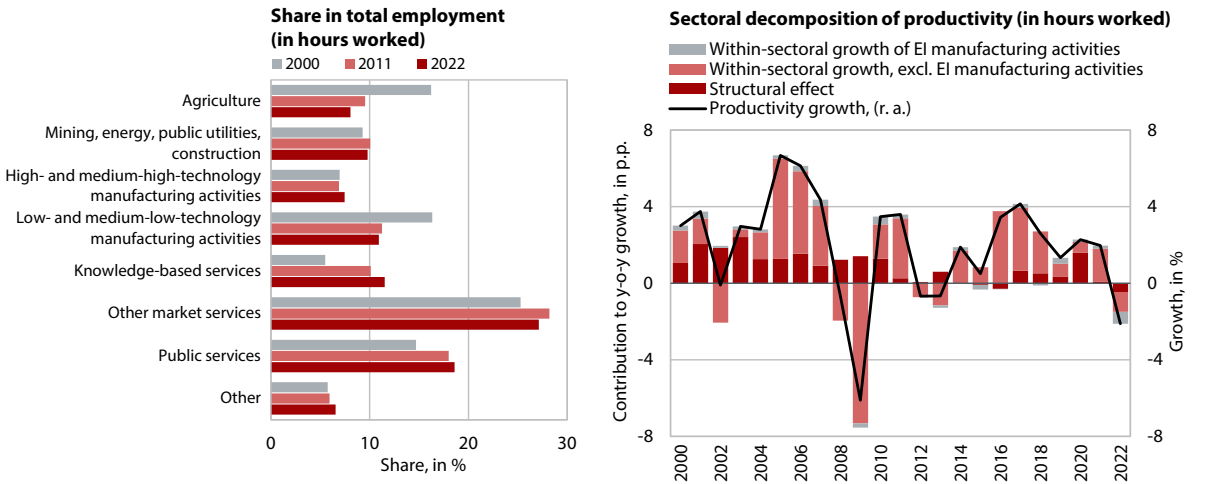 Share in total employment
(in hours worked)
2000 2011 2022
Agriculture
Mining, energy, public utilities,
construction
High- and medium-high-technology
manufacturing activities
Low- and medium-low-technology
manufacturing activities
Knowledge-based services
Other market services
Public services
Other
0 10 20 30
Share, in %
Sectoral decomposition of productivity (in hours worked)
Within-sectoral growth of EI manufacturing activities
Within-sectoral growth, excl. EI manufacturing activities
Structural effect
Productivity growth, (r. a.)
Contribution to y-o-y growth, in p.p.
8
4
0
-4
-8
8
4
0
-4
-8
Growth, in %
2000 2002 2004 2006 2008 2010 2012 2014 2016 2018 2020 2022